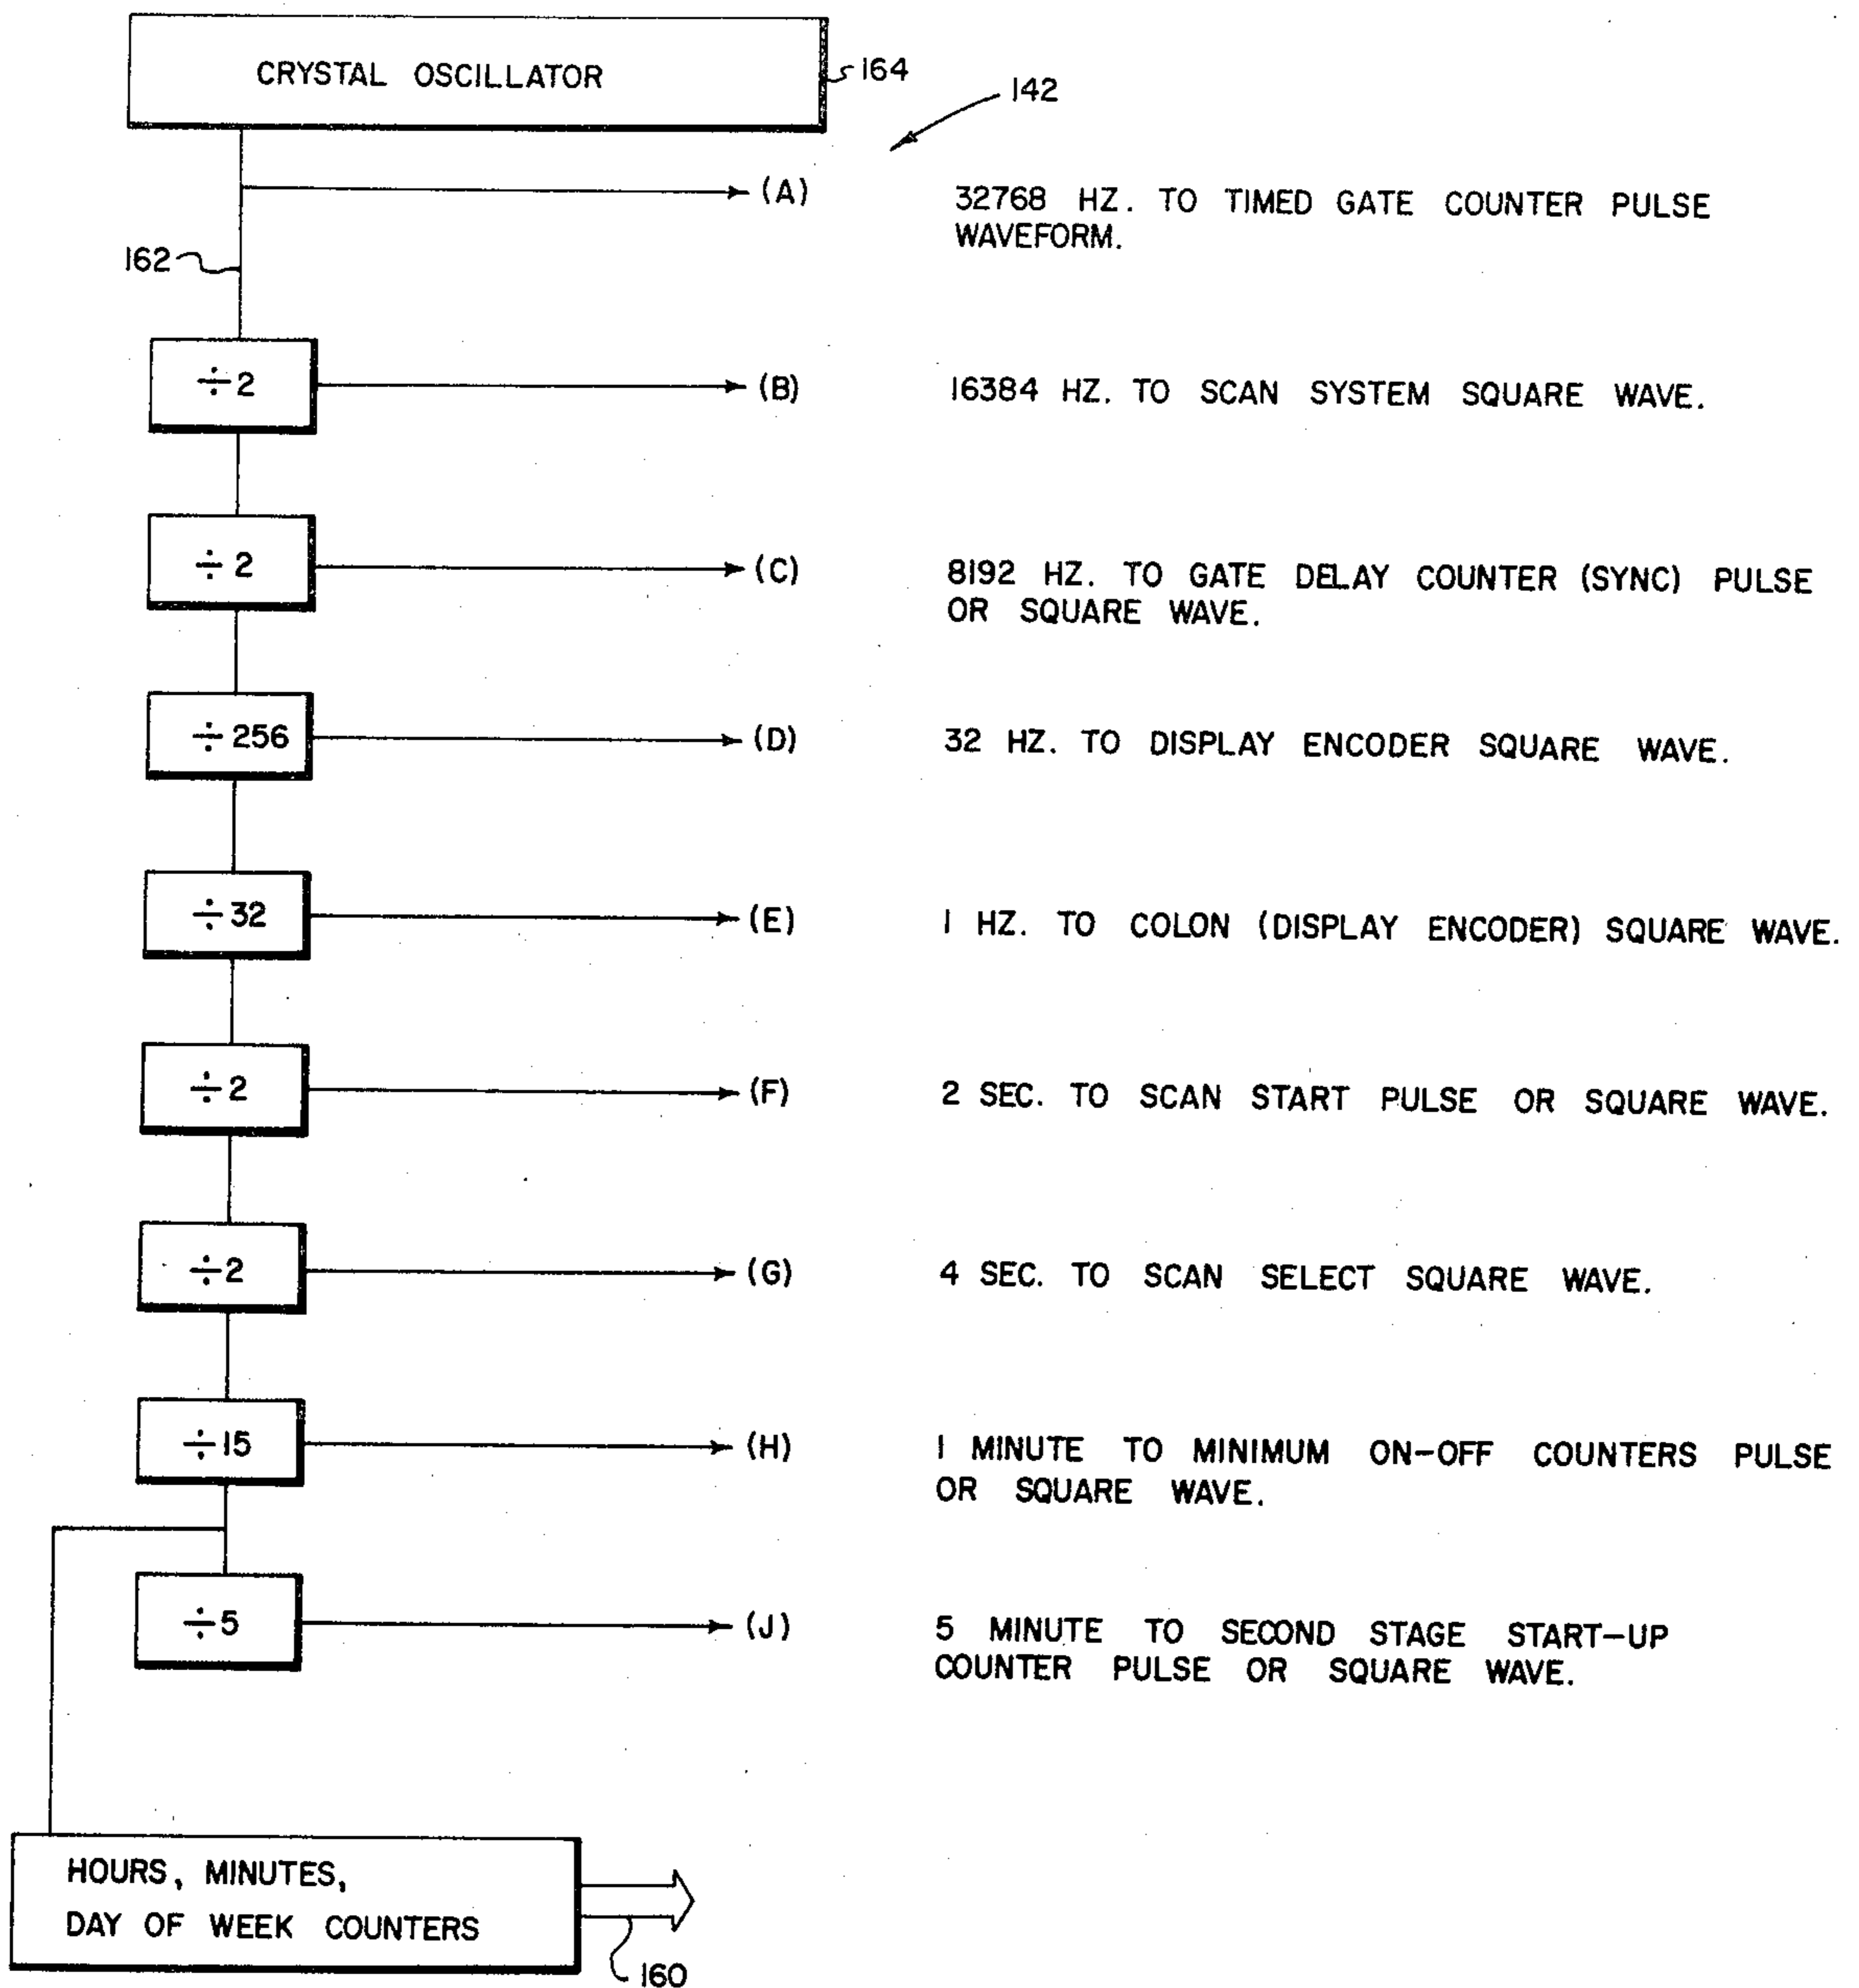 CRYSTAL OSCILLATOR
164
142
(A)
32768 HZ. TO TIMED GATE COUNTER PULSE
WAVEFORM.
162
÷2
(B)
16384 HZ. TO SCAN SYSTEM SQUARE WAVE.
÷2
(C)
8192 HZ. TO GATE DELAY COUNTER (SYNC) PULSE
OR SQUARE WAVE.
÷256
(D)
32 HZ. TO DISPLAY ENCODER SQUARE WAVE.
÷32
(E)
1 HZ. TO COLON (DISPLAY ENCODER) SQUARE WAVE.
÷2
(F)
2 SEC. TO SCAN START PULSE OR SQUARE WAVE.
÷2
(G)
4 SEC. TO SCAN SELECT SQUARE WAVE.
÷15
(H)
1 MINUTE TO MINIMUM ON-OFF COUNTERS PULSE
OR SQUARE WAVE.
÷5
(J)
5 MINUTE TO SECOND STAGE START-UP
COUNTER PULSE OR SQUARE WAVE.
HOURS, MINUTES,
DAY OF WEEK COUNTERS
160